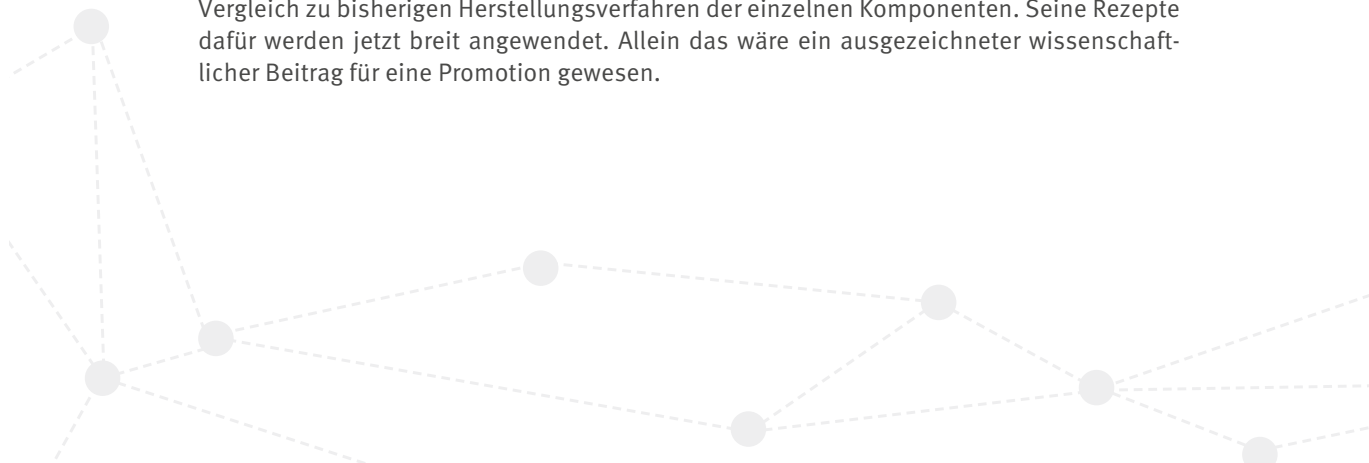 Vergleich zu bisherigen Herstellungsverfahren der einzelnen Komponenten. Seine Rezepte
dafür werden jetzt breit angewendet. Allein das wäre ein ausgezeichneter wissenschaft-
licher Beitrag für eine Promotion gewesen.